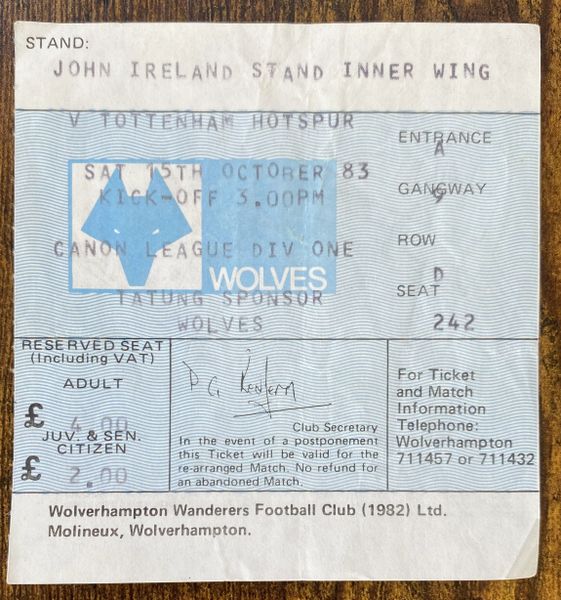 STAND:
JOHN IRELAND STAND INNER WING
V TOTTENHAM HOTSPUR
SAT 15TH OCTOBER 83
KICK-OFF 3.00PM
CANON LEAGUE DIV ONE
WOLVES
TATUNG SPONSOR
WOLVES
ENTRANCE
A
GANGWAY
9
ROW
D
SEAT
242
RESERVED SEAT
(Including VAT)
ADULT
£ 4.00
JUV. & SEN.
CITIZEN
£ 2.00
Club Secretary
In the event of a postponement
this Ticket will be valid for the
re-arranged Match. No refund for
an abandoned Match.
For Ticket
and Match
Information
Telephone:
Wolverhampton
711457 or 711432
Wolverhampton Wanderers Football Club (1982) Ltd.
Molineux, Wolverhampton.